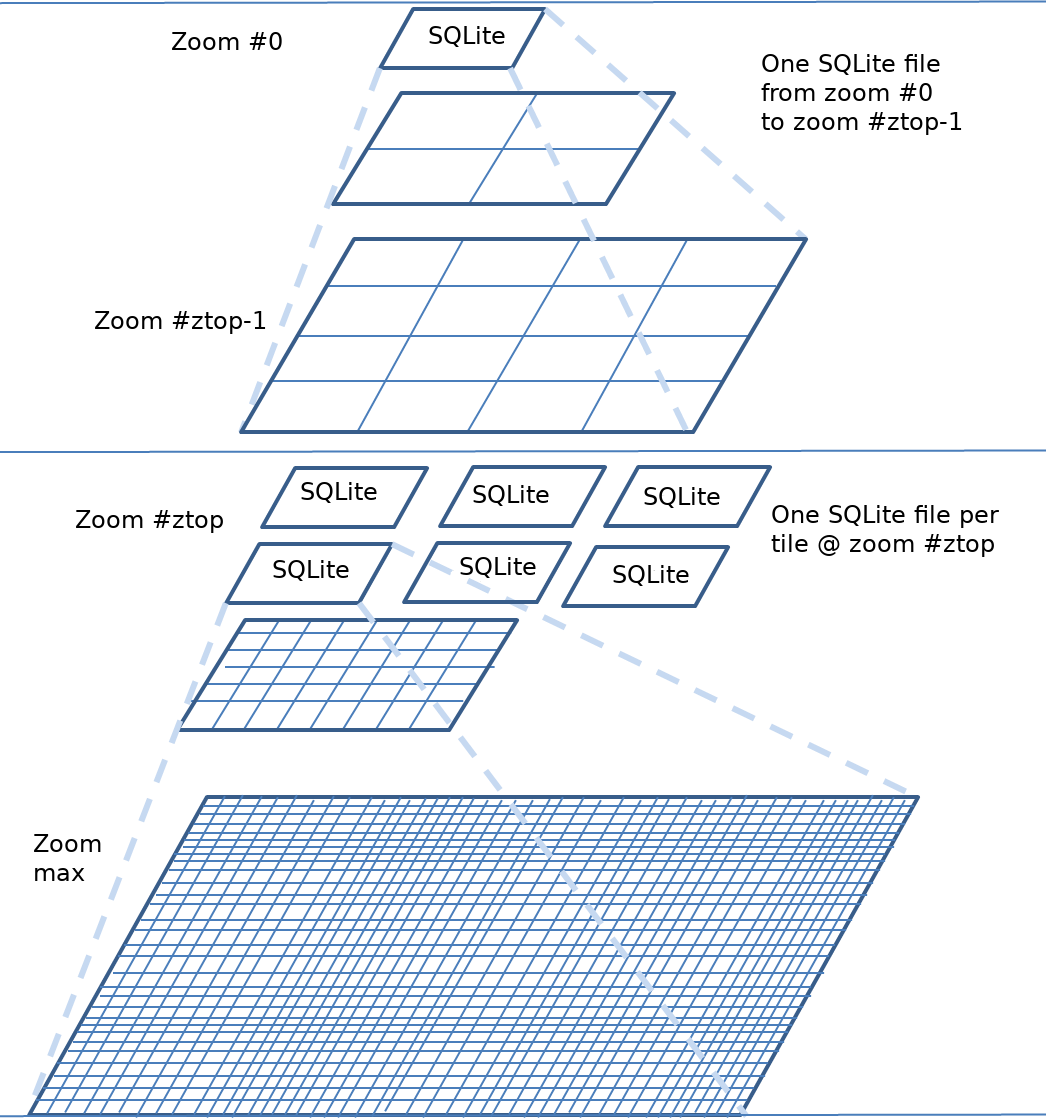 SQLite
Zoom #0
One SQLite file
from zoom #0
to zoom #ztop-1
Zoom #ztop-1
SQLite
SQLite
SQLite
Zoom #ztop
One SQLite file per
tile @ zoom #ztop
SQLite
SQLite
SQLite
Zoom
max